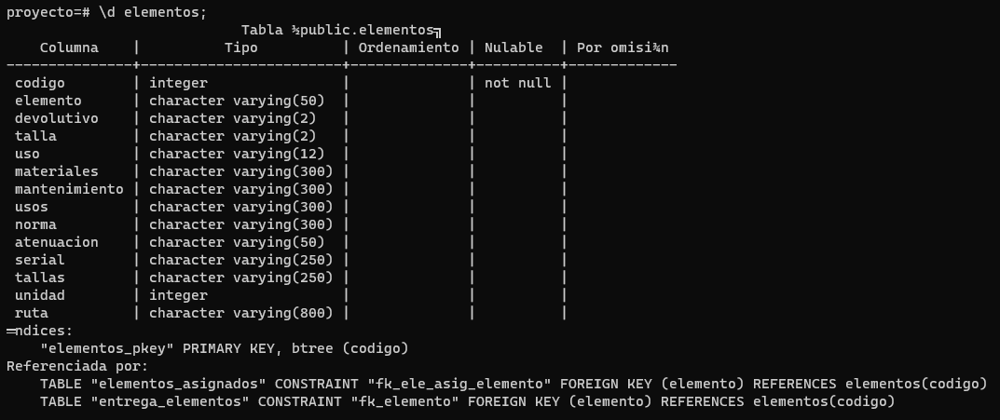 proyecto=# \d elementos;
                            Tabla ¾public.elementos╗
    Columna    |          Tipo          | Ordenamiento | Nulable  | Por omisi¾n
---------------+------------------------+--------------+----------+-------------
 codigo        | integer                |              | not null |
 elemento      | character varying(50)  |              |          |
 devolutivo    | character varying(2)   |              |          |
 talla         | character varying(2)   |              |          |
 uso           | character varying(12)  |              |          |
 materiales    | character varying(300) |              |          |
 mantenimiento | character varying(300) |              |          |
 usos          | character varying(300) |              |          |
 norma         | character varying(300) |              |          |
 atenuacion    | character varying(50)  |              |          |
 serial        | character varying(250) |              |          |
 tallas        | character varying(250) |              |          |
 unidad        | integer                |              |          |
 ruta          | character varying(800) |              |          |
═ndices:
    "elementos_pkey" PRIMARY KEY, btree (codigo)
Referenciada por:
    TABLE "elementos_asignados" CONSTRAINT "fk_ele_asig_elemento" FOREIGN KEY (elemento) REFERENCES elementos(codigo)
    TABLE "entrega_elementos" CONSTRAINT "fk_elemento" FOREIGN KEY (elemento) REFERENCES elementos(codigo)